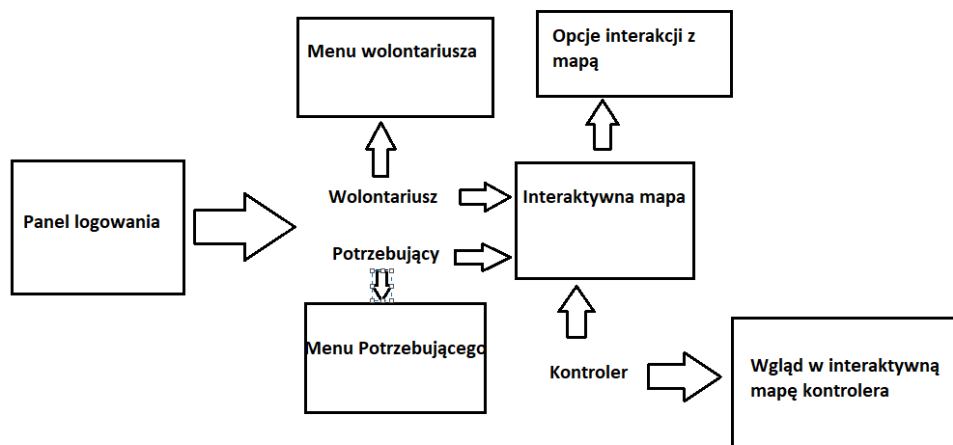 Menu wolontariusza
Opcje interakcji z
mapą
Panel logowania
Wolontariusz
Interaktywna mapa
Potrzebujący
Menu Potrzebującego
Kontroler
Wgląd w interaktywną
mapę kontrolera